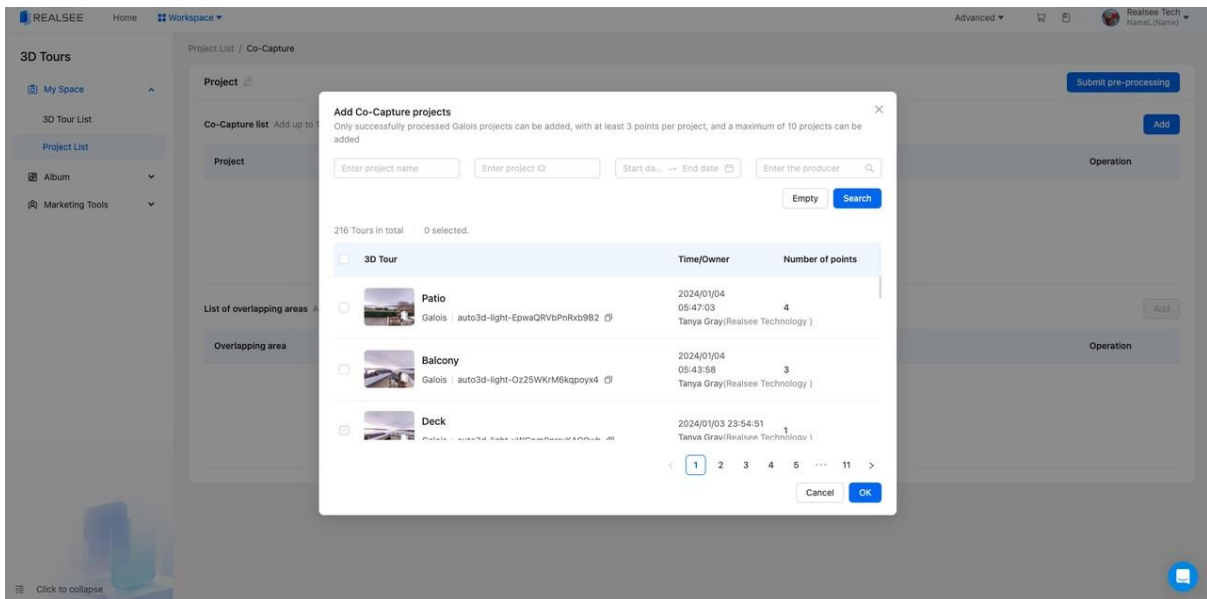 REALSEE Home Workspace Advanced Realsee Tech
NameL(Name)
3D Tours
My Space
3D Tour List
Project List
Album
Marketing Tools
Click to collapse
Project List / Co-Capture
Project Submit pre-processing
Co-Capture list Add up to Add
Project Operation
List of overlapping areas Add
Overlapping area Operation
Add Co-Capture projects
Only successfully processed Galois projects can be added, with at least 3 points per project, and a maximum of 10 projects can be
added
Enter project name Enter project ID Start da... → End date Enter the producer
Empty Search
216 Tours in total 0 selected.
3D Tour Time/Owner Number of points
Patio
Galois auto3d-light-EpwaQRVbPnRxb9B2
2024/01/04
05:47:03 4
Tanya Gray(Realsee Technology )
Balcony
Galois auto3d-light-Oz25WKrM6kqpoyx4
2024/01/04
05:43:58 3
Tanya Gray(Realsee Technology )
Deck
2024/01/03 23:54:51 1
Tanya Gray(Realsee Technology )
< 1 2 3 4 5 ••• 11 >
Cancel OK